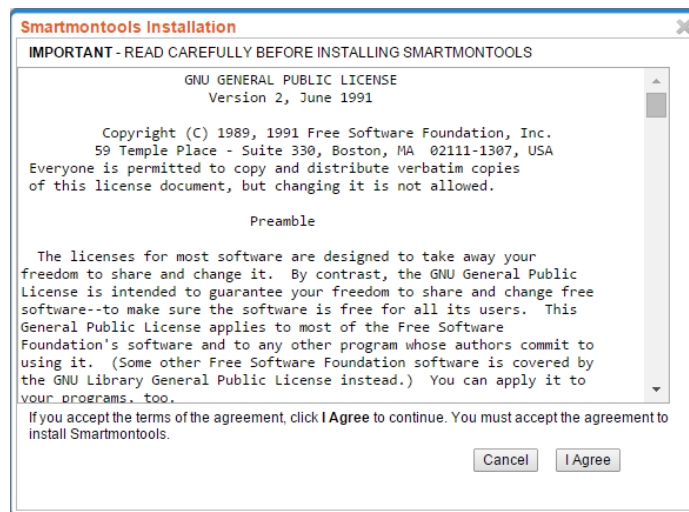 Smartmontools Installation
IMPORTANT - READ CAREFULLY BEFORE INSTALLING SMARTMONTOOLS
GNU GENERAL PUBLIC LICENSE
Version 2, June 1991
Copyright (C) 1989, 1991 Free Software Foundation, Inc.
59 Temple Place - Suite 330, Boston, MA  02111-1307, USA
Everyone is permitted to copy and distribute verbatim copies
of this license document, but changing it is not allowed.
Preamble
The licenses for most software are designed to take away your
freedom to share and change it.  By contrast, the GNU General Public
License is intended to guarantee your freedom to share and change free
software--to make sure the software is free for all its users.  This
General Public License applies to most of the Free Software
Foundation's software and to any other program whose authors commit to
using it.  (Some other Free Software Foundation software is covered by
the GNU Library General Public License instead.)  You can apply it to
your programs, too.
If you accept the terms of the agreement, click I Agree to continue. You must accept the agreement to
install Smartmontools.
Cancel I Agree